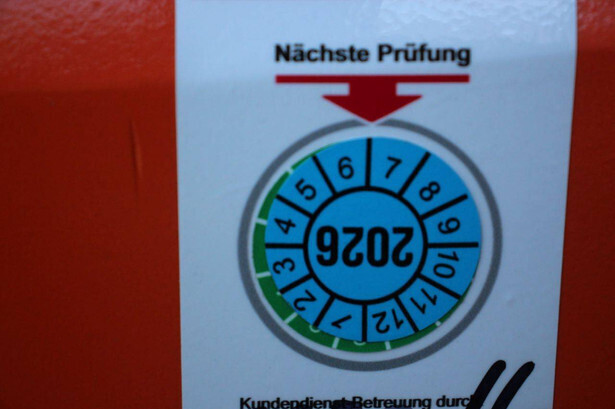 Nächste Prüfung
1 2 3 4 5 6 7 8 9 10 11 12
2026
Kundendienst-Betreuung durch